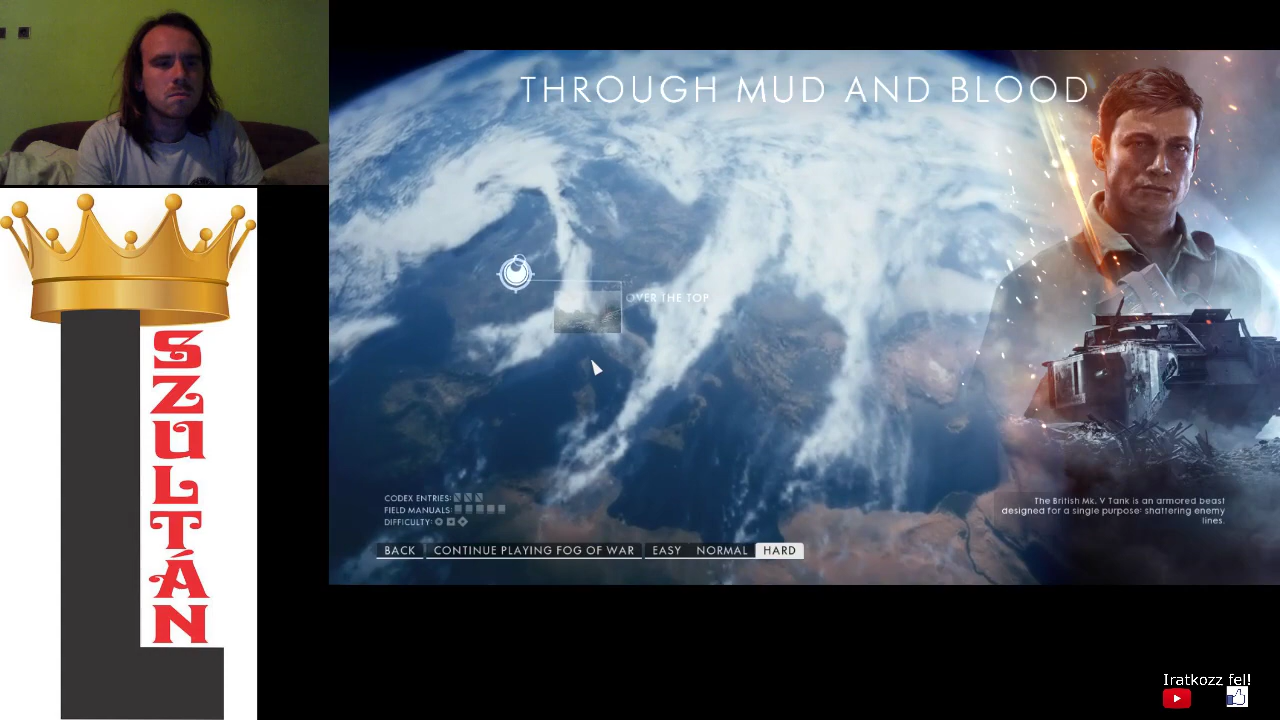 THROUGH MUD AND BLOOD
OVER THE TOP
L
SZULTÁN
CODEX ENTRIES:
FIELD MANUALS:
DIFFICULTY:
The British Mk. V Tank is an armored beast
designed for a single purpose: shattering enemy
lines.
BACK CONTINUE PLAYING FOG OF WAR EASY NORMAL HARD
Iratkozz fel!